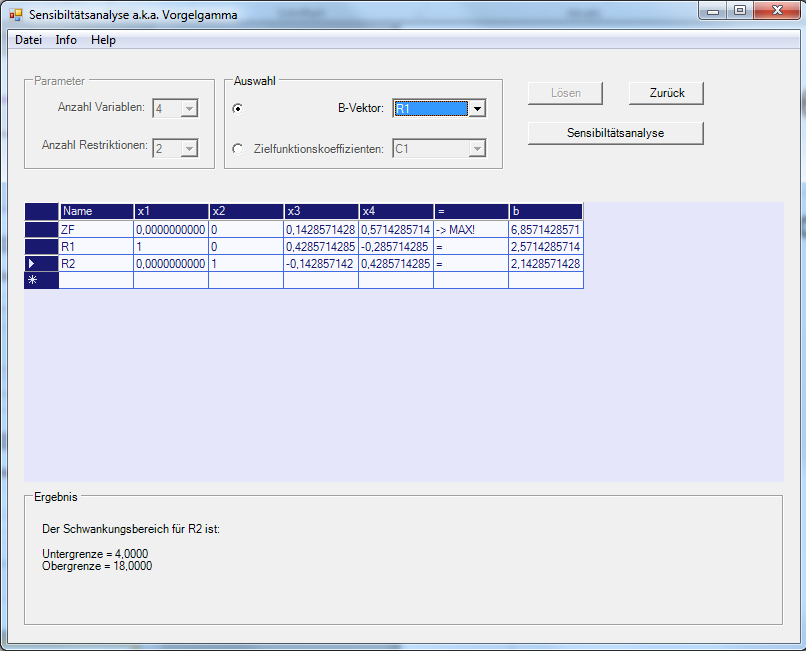 Sensibiltätsanalyse a.k.a. Vorgelgamma
Datei Info Help
Parameter
Anzahl Variablen: 4
Anzahl Restriktionen: 2
Auswahl
B-Vektor: R1
Zielfunktionskoeffizienten: C1
Lösen Zurück
Sensibiltätsanalyse
Name x1 x2 x3 x4 = b
ZF 0,0000000000 0 0,1428571428 0,5714285714 -> MAX! 6,8571428571
R1 1 0 0,4285714285 -0,285714285 = 2,5714285714
R2 0,0000000000 1 -0,142857142 0,4285714285 = 2,1428571428
Ergebnis
Der Schwankungsbereich für R2 ist:
Untergrenze = 4,0000
Obergrenze = 18,0000